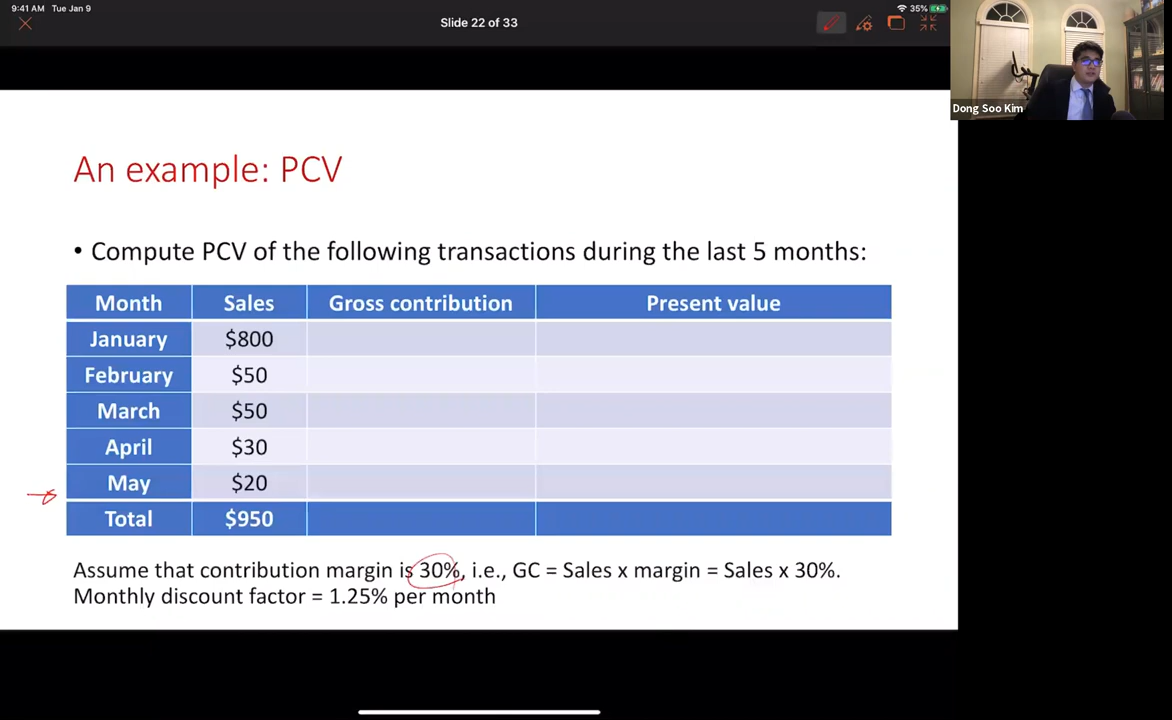 9:41 AM Tue Jan 9
35%
Slide 22 of 33
Dong Soo Kim
An example: PCV
• Compute PCV of the following transactions during the last 5 months:
Month Sales Gross contribution Present value
January $800
February $50
March $50
April $30
May $20
Total $950
Assume that contribution margin is 30%, i.e., GC = Sales x margin = Sales x 30%.
Monthly discount factor = 1.25% per month